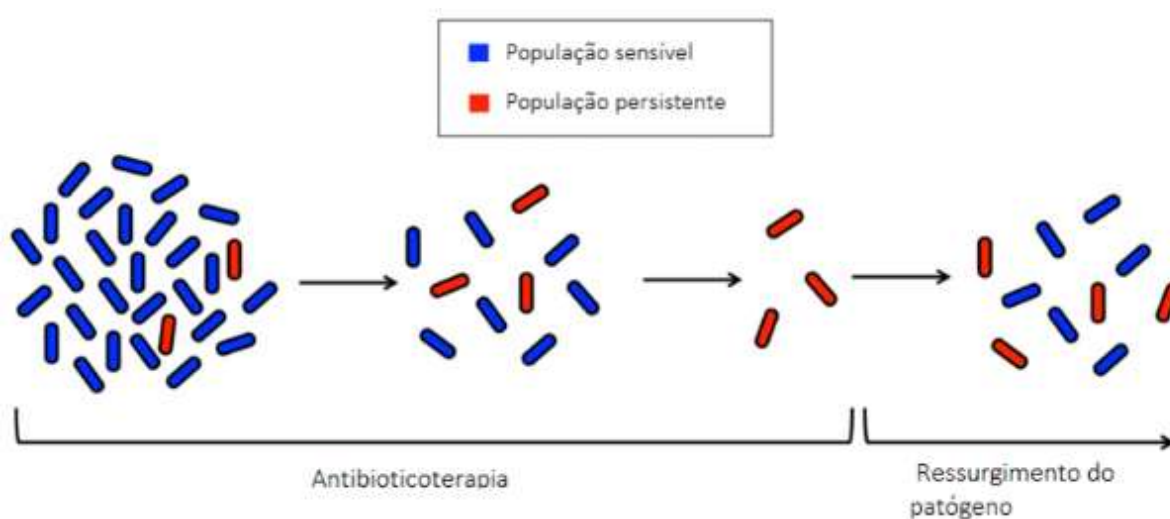 População sensível
População persistente
Antibioticoterapia
Ressurgimento do
patógeno